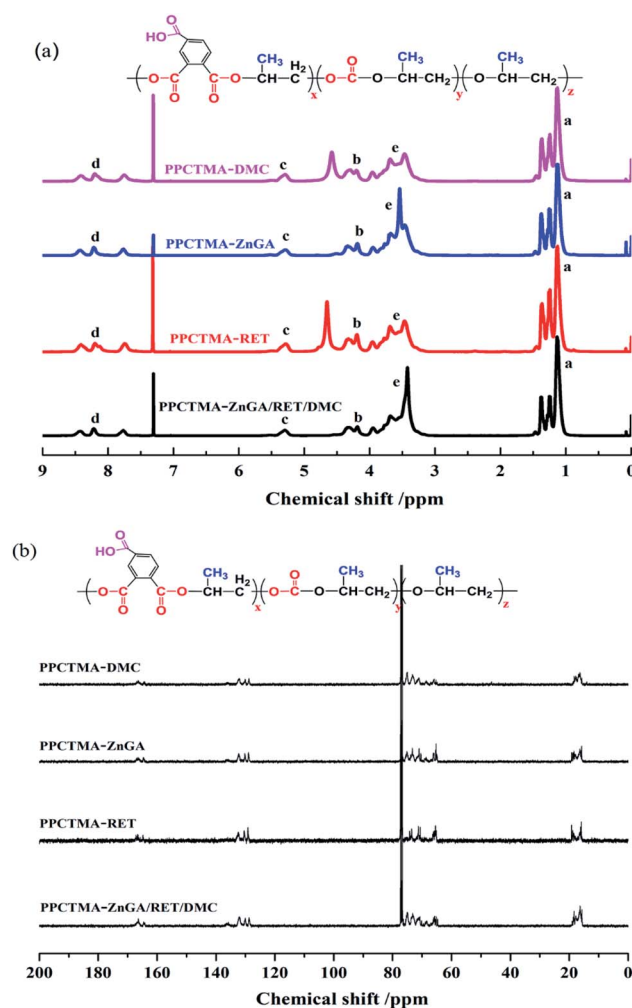 (a)
O
HO
CH₃ H₂ CH₃ CH₃
O O O CH C O O O CH CH₂ O CH CH₂
O O x y z
a
PPCTMA-DMC d c b e
a
PPCTMA-ZnGA d c b e
a
PPCTMA-RET d c b e
a
PPCTMA-ZnGA/RET/DMC d c b e
9 8 7 6 5 4 3 2 1 0
Chemical shift /ppm
(b)
O
HO
CH₃ H₂ O CH₃ CH₃
O O CH C O C O CH CH₂ O CH CH₂
O O x y z
PPCTMA-DMC
PPCTMA-ZnGA
PPCTMA-RET
PPCTMA-ZnGA/RET/DMC
200 180 160 140 120 100 80 60 40 20 0
Chemical shift /ppm